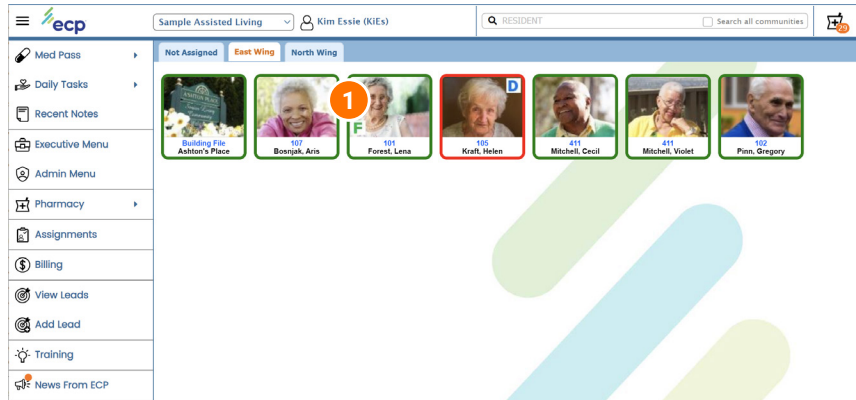 ecp
Sample Assisted Living
Kim Essie (KiEs)
RESIDENT
Search all communities
29
Med Pass
Daily Tasks
Recent Notes
Executive Menu
Admin Menu
Pharmacy
Assignments
Billing
View Leads
Add Lead
Training
News From ECP
Not Assigned
East Wing
North Wing
ASHTON PLACE
Building File
Ashton's Place
107
Bosnjak, Aris
1
F
101
Forest, Lena
D
105
Kraft, Helen
411
Mitchell, Cecil
411
Mitchell, Violet
102
Pinn, Gregory